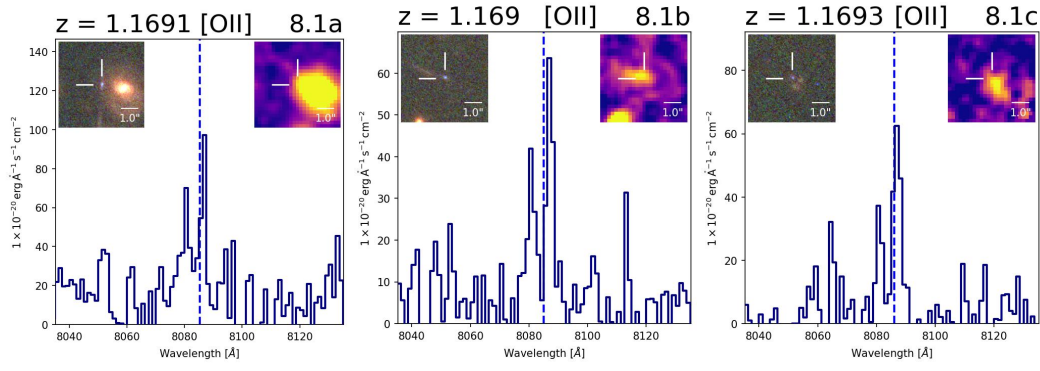 z = 1.1691 [OII] 8.1a
140
120
100
80
60
40
20
0
1 × 10⁻²⁰ erg Å⁻¹ s⁻¹ cm⁻²
1.0"
1.0"
8040 8060 8080 8100 8120
Wavelength [Å]
z = 1.169 [OII] 8.1b
60
50
40
30
20
10
0
1 × 10⁻²⁰ erg Å⁻¹ s⁻¹ cm⁻²
1.0"
1.0"
8040 8060 8080 8100 8120
Wavelength [Å]
z = 1.1693 [OII] 8.1c
80
60
40
20
0
1 × 10⁻²⁰ erg Å⁻¹ s⁻¹ cm⁻²
1.0"
1.0"
8040 8060 8080 8100 8120
Wavelength [Å]